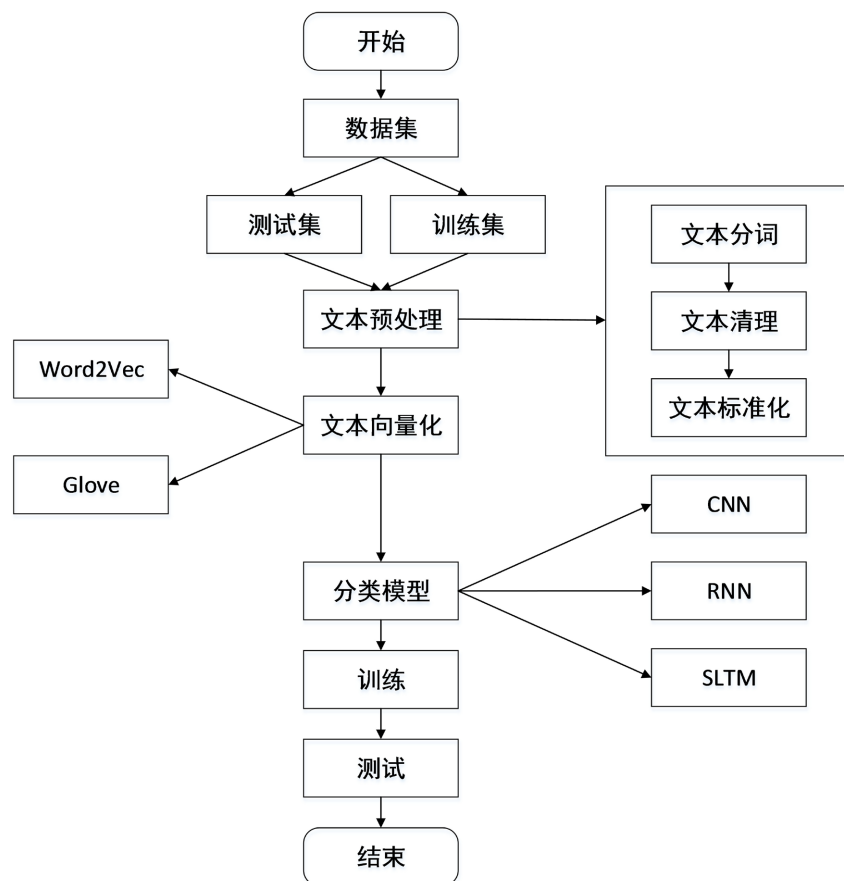 开始
数据集
测试集
训练集
文本分词
文本预处理
文本清理
Word2Vec
文本标准化
文本向量化
Glove
CNN
分类模型
RNN
训练
SLTM
测试
结束